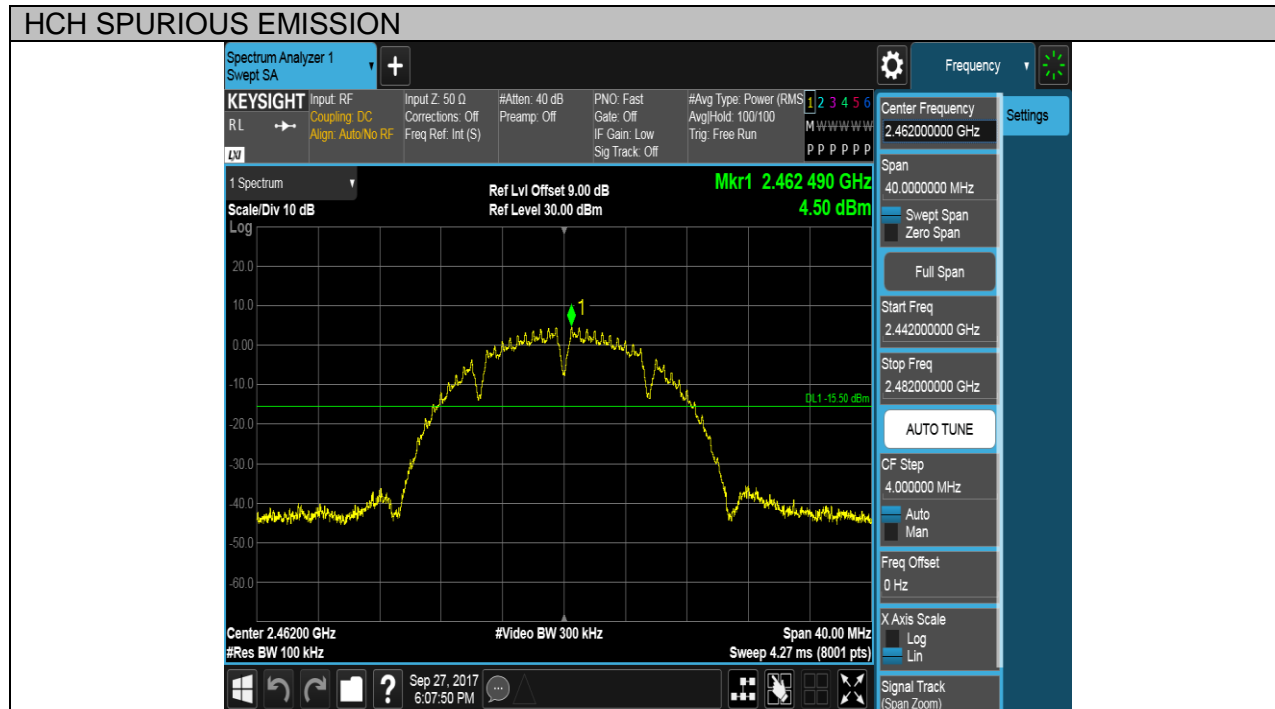 HCH SPURIOUS EMISSION
Spectrum Analyzer 1
Swept SA
+
Frequency
KEYSIGHT
RL
LXI
Input: RF
Coupling: DC
Align: Auto/No RF
Input Z: 50 Ω
Corrections: Off
Freq Ref: Int (S)
#Atten: 40 dB
Preamp: Off
PNO: Fast
Gate: Off
IF Gain: Low
Sig Track: Off
#Avg Type: Power (RMS
Avg|Hold: 100/100
Trig: Free Run
1 2 3 4 5 6
M W W W W W
P P P P P P
1 Spectrum
Scale/Div 10 dB
Ref Lvl Offset 9.00 dB
Ref Level 30.00 dBm
Mkr1 2.462 490 GHz
4.50 dBm
Log
20.0
10.0
0.00
-10.0
-20.0
-30.0
-40.0
-50.0
-60.0
1
DL1 -15.50 dBm
Center 2.46200 GHz
#Res BW 100 kHz
#Video BW 300 kHz
Span 40.00 MHz
Sweep 4.27 ms (8001 pts)
?
Sep 27, 2017
6:07:50 PM
Center Frequency
2.462000000 GHz
Span
40.0000000 MHz
Swept Span
Zero Span
Full Span
Start Freq
2.442000000 GHz
Stop Freq
2.482000000 GHz
AUTO TUNE
CF Step
4.000000 MHz
Auto
Man
Freq Offset
0 Hz
X Axis Scale
Log
Lin
Signal Track
(Span Zoom)
Settings